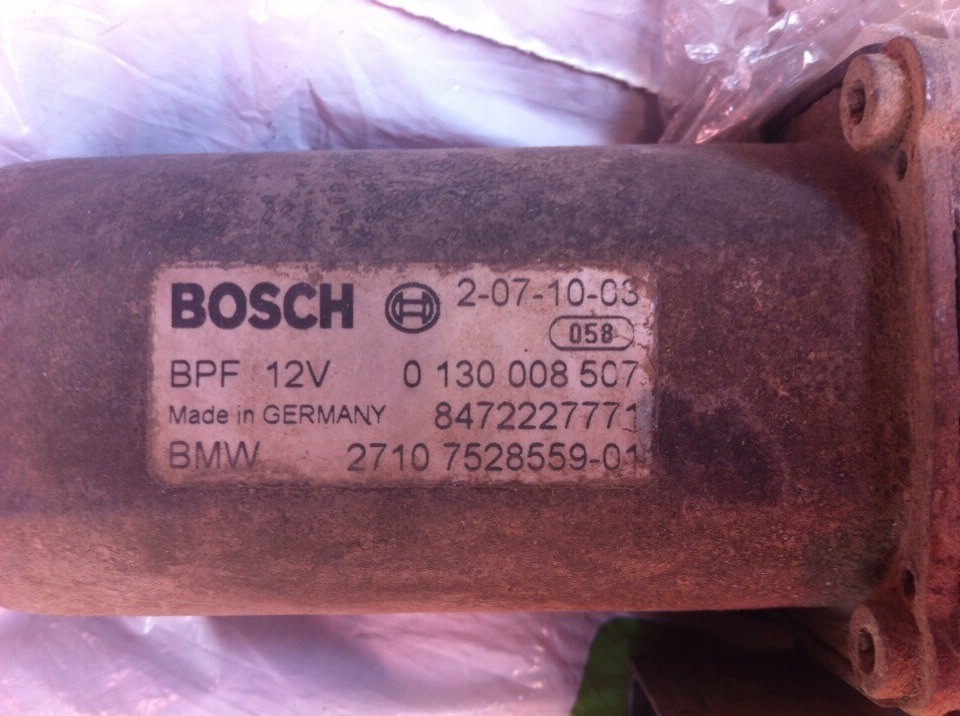 BOSCH 2-07-10-03
058
BPF 12V 0 130 008 507
Made in GERMANY 8472227771
BMW 2710 7528559-01